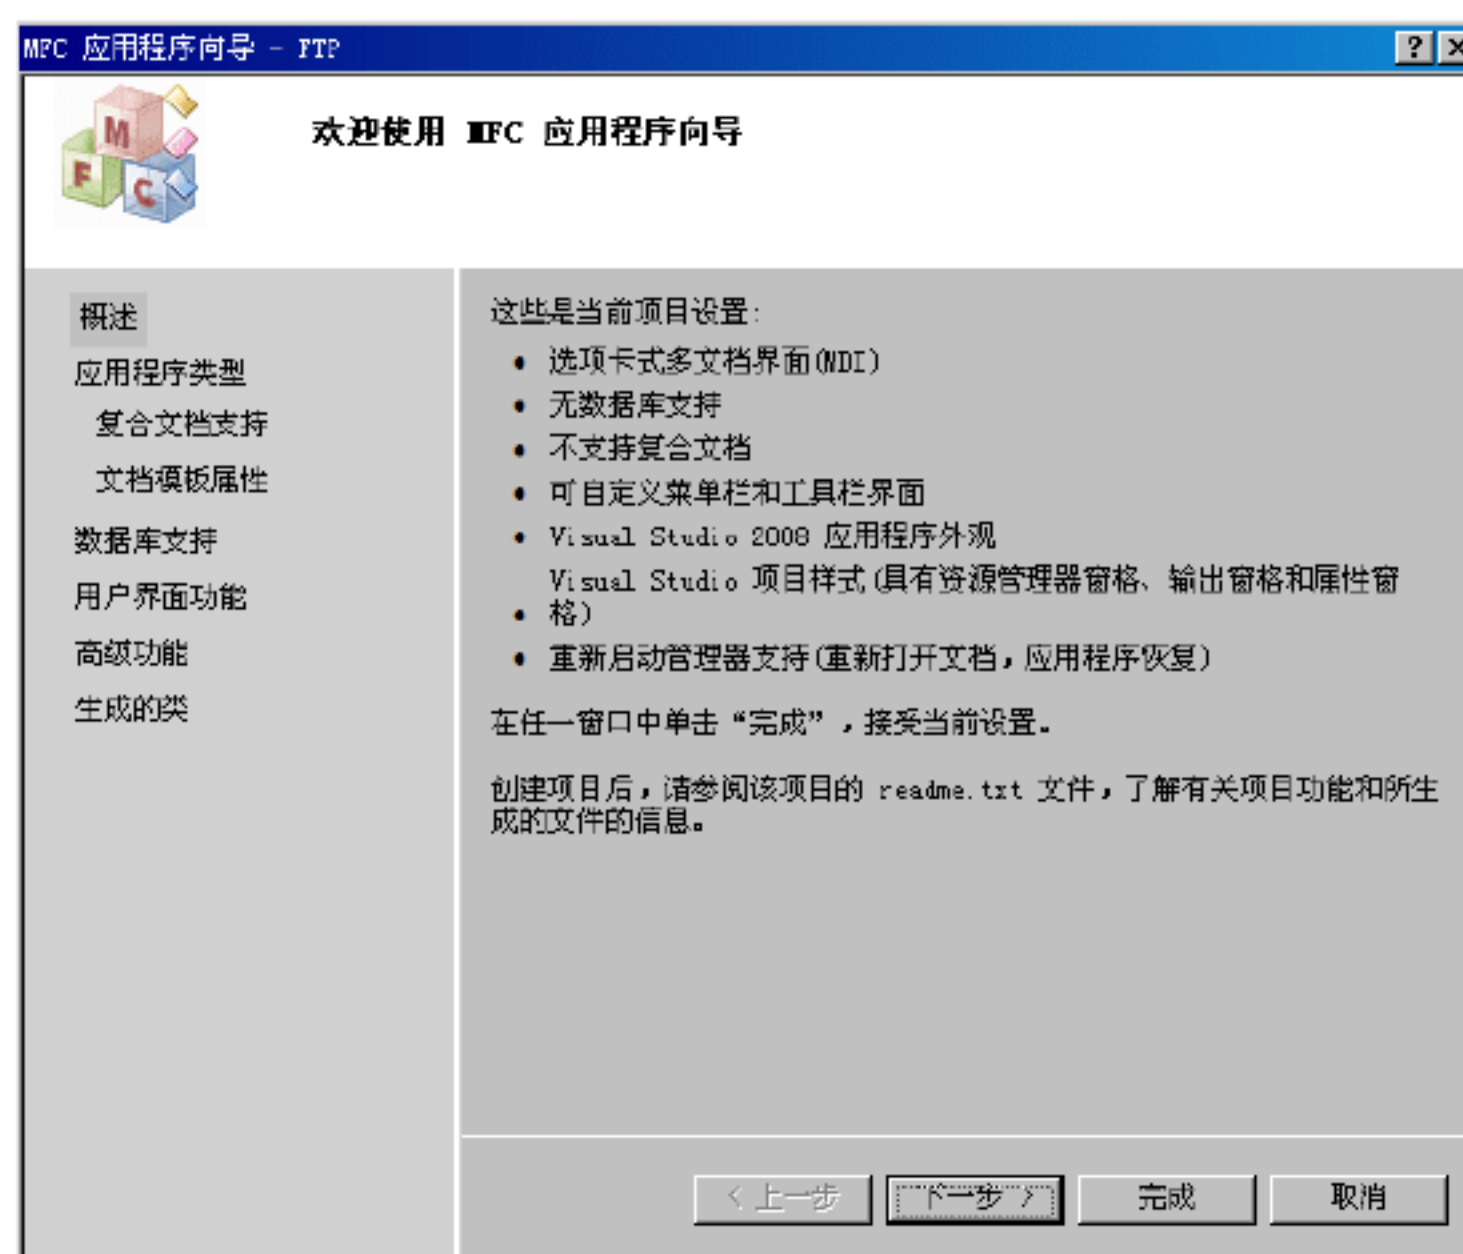 MFC 应用程序向导 - FTP
M
F C
欢迎使用 MFC 应用程序向导
概述
应用程序类型
复合文档支持
文档模板属性
数据库支持
用户界面功能
高级功能
生成的类
这些是当前项目设置:
• 选项卡式多文档界面(MDI)
• 无数据库支持
• 不支持复合文档
• 可自定义菜单栏和工具栏界面
• Visual Studio 2008 应用程序外观
Visual Studio 项目样式(具有资源管理器窗格、输出窗格和属性窗
• 格)
• 重新启动管理器支持(重新打开文档，应用程序恢复)
在任一窗口中单击“完成”，接受当前设置。
创建项目后，请参阅该项目的 readme.txt 文件，了解有关项目功能和所生
成的文件的信息。
< 上一步
下一步 >
完成
取消